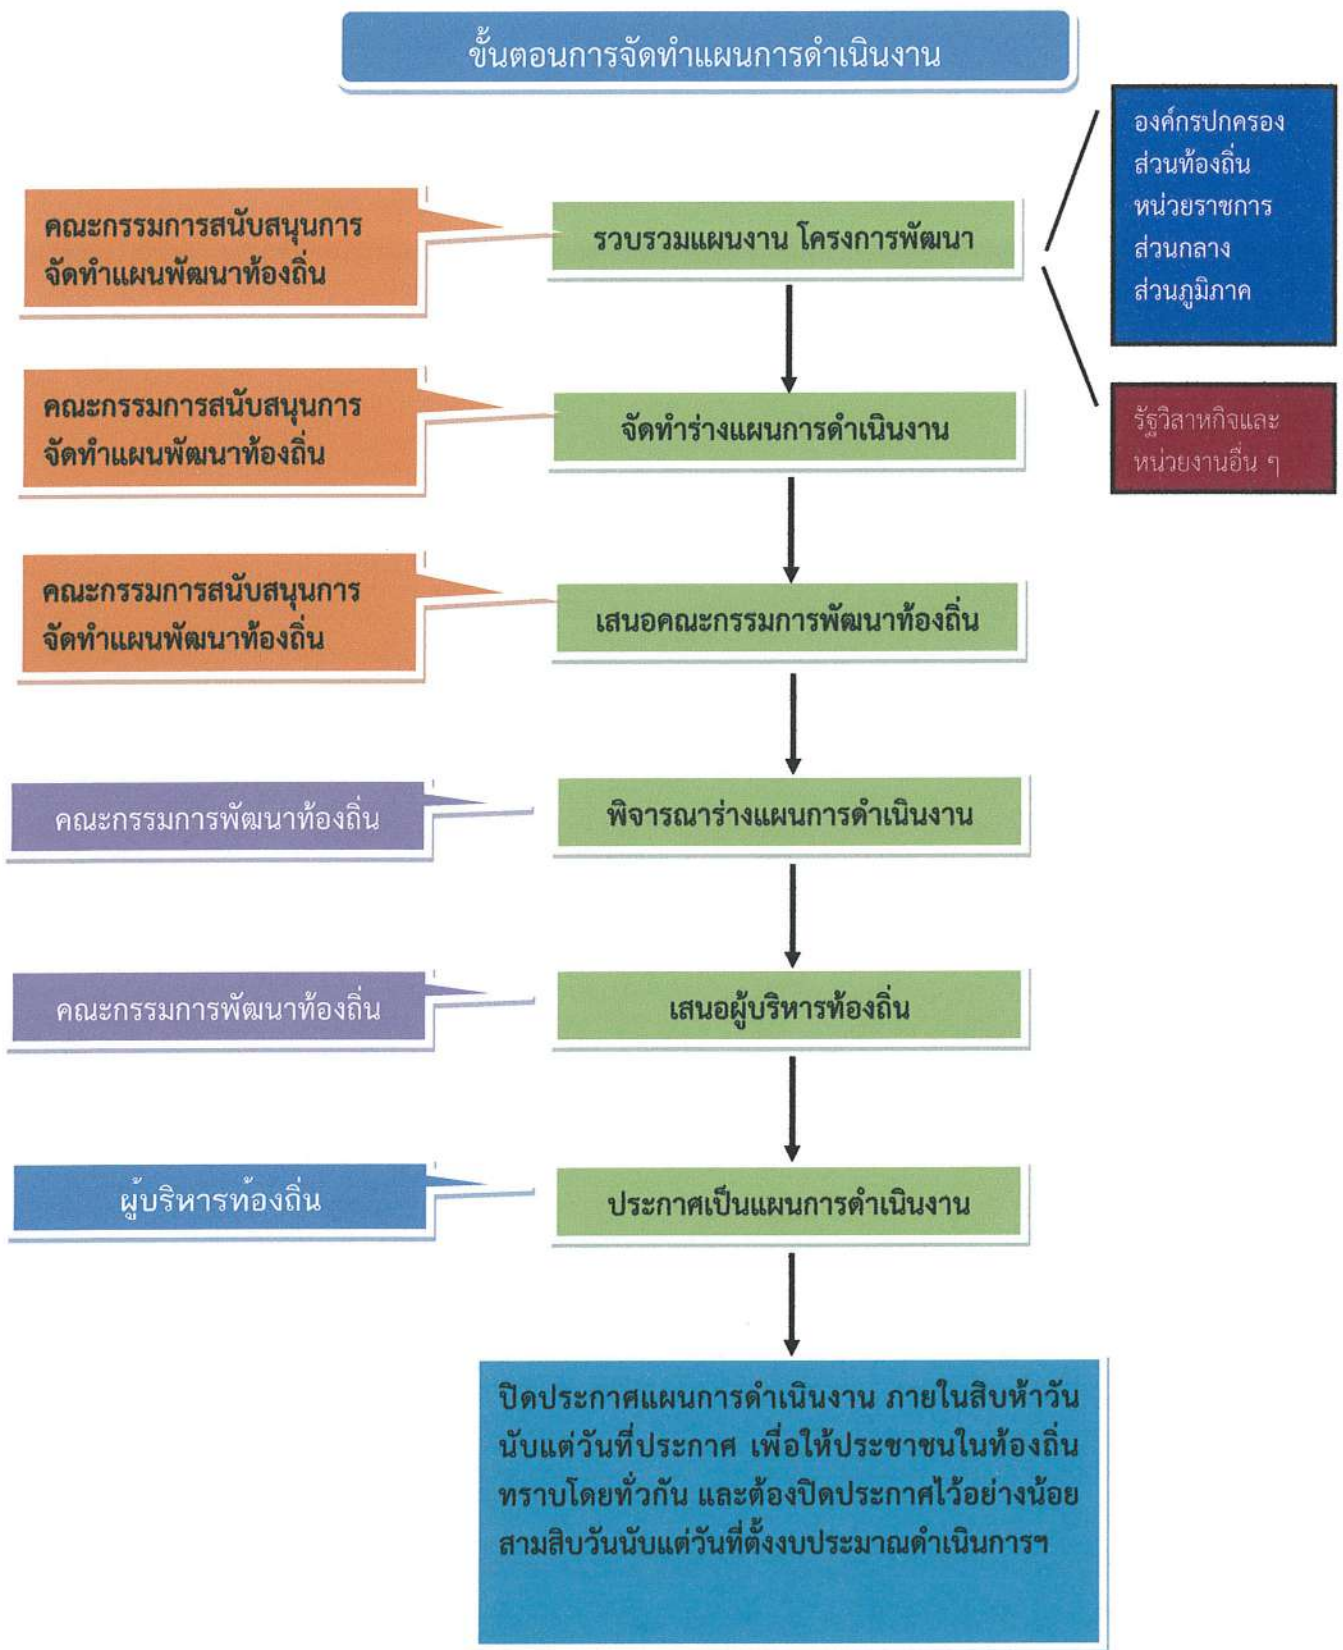 ขั้นตอนการจัดทำแผนการดำเนินงาน
องค์กรปกครอง
ส่วนท้องถิ่น
หน่วยราชการ
ส่วนกลาง
ส่วนภูมิภาค
คณะกรรมการสนับสนุนการ
จัดทำแผนพัฒนาท้องถิ่น
รวบรวมแผนงาน โครงการพัฒนา
รัฐวิสาหกิจและ
หน่วยงานอื่น ๆ
คณะกรรมการสนับสนุนการ
จัดทำแผนพัฒนาท้องถิ่น
จัดทำร่างแผนการดำเนินงาน
คณะกรรมการสนับสนุนการ
จัดทำแผนพัฒนาท้องถิ่น
เสนอคณะกรรมการพัฒนาท้องถิ่น
คณะกรรมการพัฒนาท้องถิ่น
พิจารณาร่างแผนการดำเนินงาน
คณะกรรมการพัฒนาท้องถิ่น
เสนอผู้บริหารท้องถิ่น
ผู้บริหารท้องถิ่น
ประกาศเป็นแผนการดำเนินงาน
ปิดประกาศแผนการดำเนินงาน ภายในสิบห้าวัน
นับแต่วันที่ประกาศ เพื่อให้ประชาชนในท้องถิ่น
ทราบโดยทั่วกัน และต้องปิดประกาศไว้อย่างน้อย
สามสิบวันนับแต่วันที่ตั้งงบประมาณดำเนินการฯ